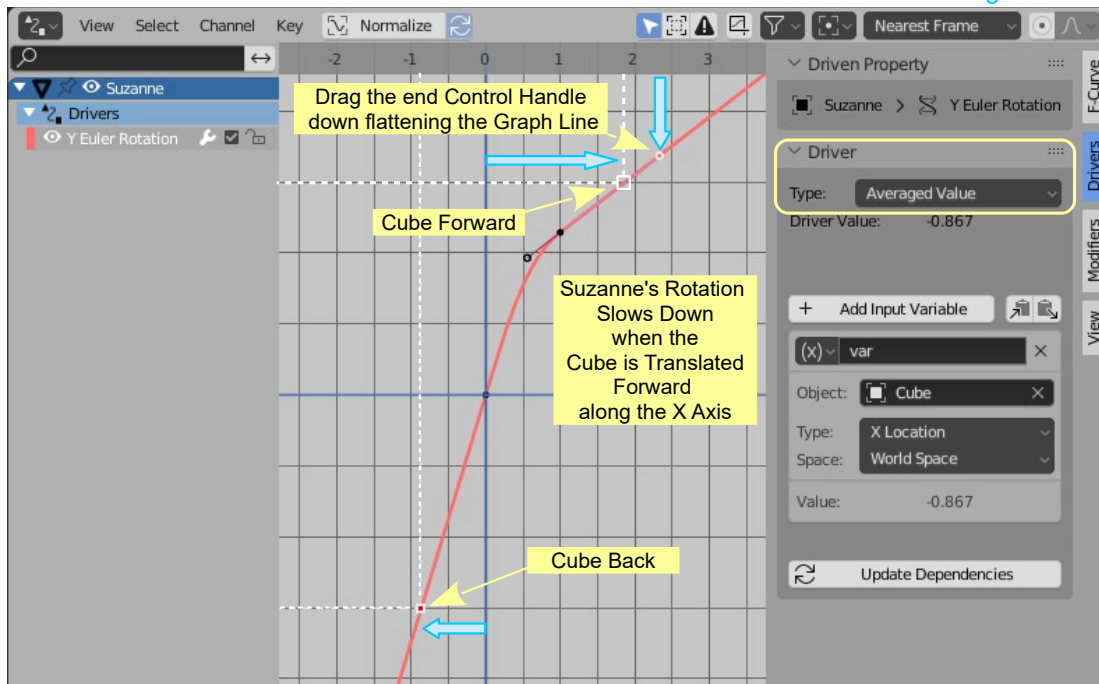 View Select Channel Key Normalize Nearest Frame
-2 -1 0 1 2 3
Suzanne
Drivers
Y Euler Rotation
Drag the end Control Handle
down flattening the Graph Line
Cube Forward
Suzanne's Rotation
Slows Down
when the
Cube is Translated
Forward
along the X Axis
Cube Back
Driven Property
Suzanne > Y Euler Rotation
Driver
Type: Averaged Value
Driver Value: -0.867
+ Add Input Variable
(x) var
Object: Cube
Type: X Location
Space: World Space
Value: -0.867
Update Dependencies
F-Curve
Drivers
Modifiers
View